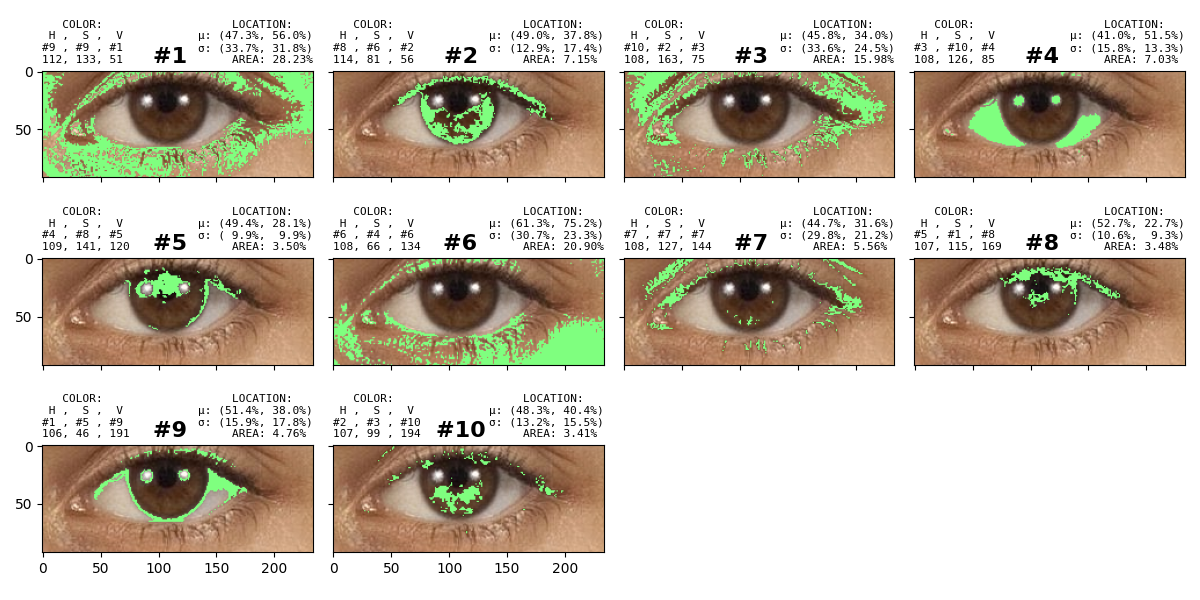 COLOR: LOCATION:
H , S , V μ: (47.3%, 56.0%)
#9 , #9 , #1 #1 σ: (33.7%, 31.8%)
112, 133, 51 AREA: 28.23%
COLOR: LOCATION:
H , S , V μ: (49.0%, 37.8%)
#8 , #6 , #2 #2 σ: (12.9%, 17.4%)
114, 81 , 56 AREA: 7.15%
COLOR: LOCATION:
H , S , V μ: (45.8%, 34.0%)
#10, #2 , #3 #3 σ: (33.6%, 24.5%)
108, 163, 75 AREA: 15.98%
COLOR: LOCATION:
H , S , V μ: (41.0%, 51.5%)
#3 , #10, #4 #4 σ: (15.8%, 13.3%)
108, 126, 85 AREA: 7.03%
0
50
COLOR: LOCATION:
H , S , V μ: (49.4%, 28.1%)
#4 , #8 , #5 #5 σ: ( 9.9%,  9.9%)
109, 141, 120 AREA: 3.50%
COLOR: LOCATION:
H , S , V μ: (61.3%, 75.2%)
#6 , #4 , #6 #6 σ: (30.7%, 23.3%)
108, 66 , 134 AREA: 20.90%
COLOR: LOCATION:
H , S , V μ: (44.7%, 31.6%)
#7 , #7 , #7 #7 σ: (29.8%, 21.2%)
108, 127, 144 AREA: 5.56%
COLOR: LOCATION:
H , S , V μ: (52.7%, 22.7%)
#5 , #1 , #8 #8 σ: (10.6%,  9.3%)
107, 115, 169 AREA: 3.48%
0
50
COLOR: LOCATION:
H , S , V μ: (51.4%, 38.0%)
#1 , #5 , #9 #9 σ: (15.9%, 17.8%)
106, 46 , 191 AREA: 4.76%
COLOR: LOCATION:
H , S , V μ: (48.3%, 40.4%)
#2 , #3 , #10 #10 σ: (13.2%, 15.5%)
107, 99 , 194 AREA: 3.41%
0
50
0 50 100 150 200
0 50 100 150 200